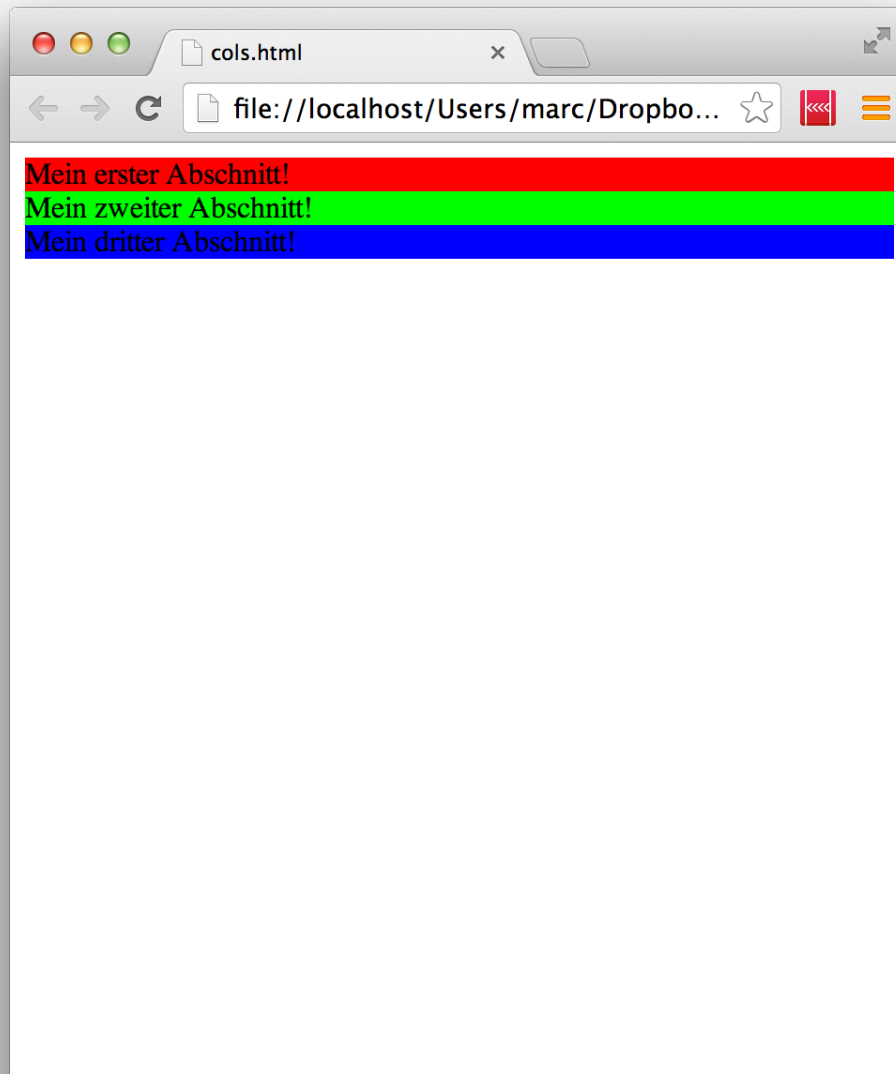 cols.html
file://localhost/Users/marc/Dropbo...
Mein erster Abschnitt!
Mein zweiter Abschnitt!
Mein dritter Abschnitt!